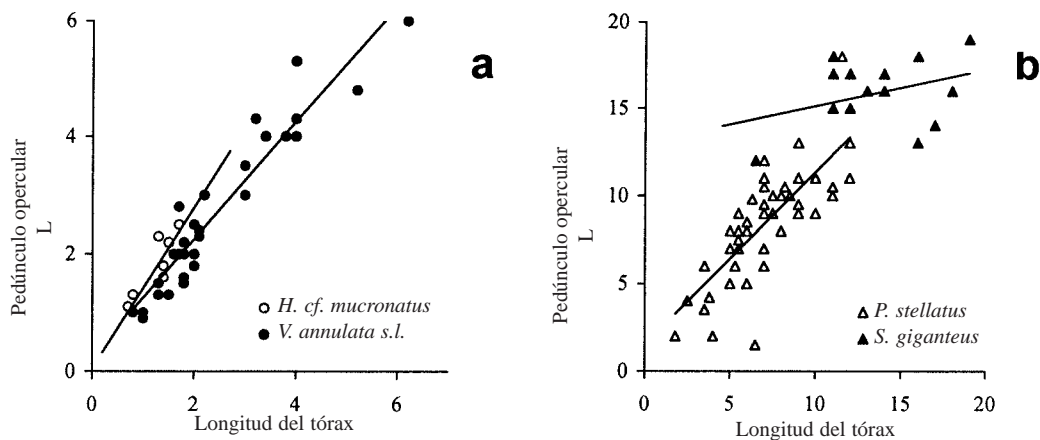 6
4
2
0
0
2
4
6
Pedúnculo opercular
L
Longitud del tórax
a
H. cf. mucronatus
V. annulata s.l.
20
15
10
5
0
0
5
10
15
20
Pedúnculo opercular
L
Longitud del tórax
b
P. stellatus
S. giganteus